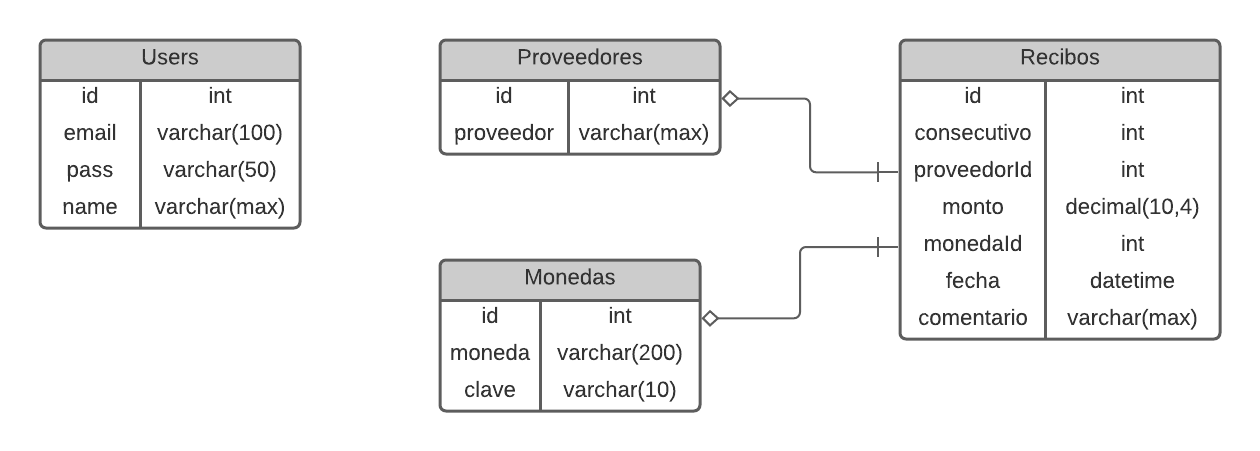 Users
id int
email varchar(100)
pass varchar(50)
name varchar(max)
Proveedores
id int
proveedor varchar(max)
Monedas
id int
moneda varchar(200)
clave varchar(10)
Recibos
id int
consecutivo int
proveedorId int
monto decimal(10,4)
monedaId int
fecha datetime
comentario varchar(max)